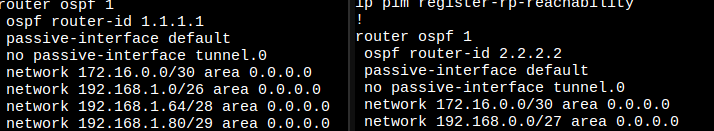 router ospf 1
 ospf router-id 1.1.1.1
 passive-interface default
 no passive-interface tunnel.0
 network 172.16.0.0/30 area 0.0.0.0
 network 192.168.1.0/26 area 0.0.0.0
 network 192.168.1.64/28 area 0.0.0.0
 network 192.168.1.80/29 area 0.0.0.0
ip pim register-rp-reachability
!
router ospf 1
 ospf router-id 2.2.2.2
 passive-interface default
 no passive-interface tunnel.0
 network 172.16.0.0/30 area 0.0.0.0
 network 192.168.0.0/27 area 0.0.0.0